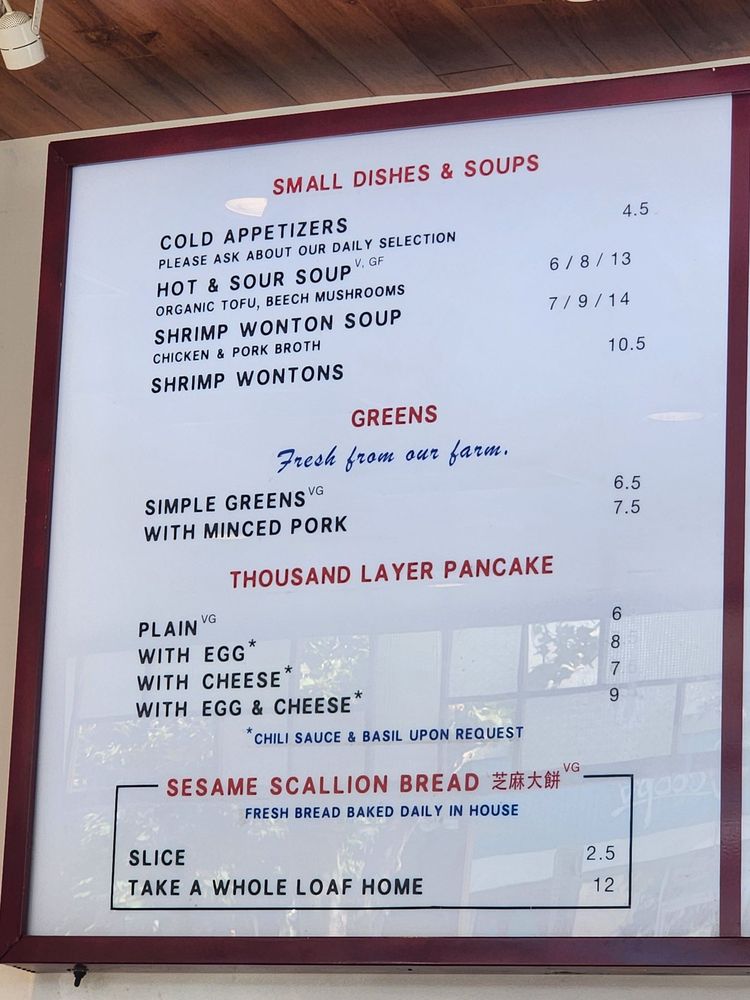 SMALL DISHES & SOUPS
COLD APPETIZERS 4.5
PLEASE ASK ABOUT OUR DAILY SELECTION
HOT & SOUR SOUP V, GF 6 / 8 / 13
ORGANIC TOFU, BEECH MUSHROOMS
SHRIMP WONTON SOUP 7 / 9 / 14
CHICKEN & PORK BROTH
SHRIMP WONTONS 10.5
GREENS
Fresh from our farm.
SIMPLE GREENS VG 6.5
WITH MINCED PORK 7.5
THOUSAND LAYER PANCAKE
PLAIN VG 6
WITH EGG* 8
WITH CHEESE* 7
WITH EGG & CHEESE* 9
*CHILI SAUCE & BASIL UPON REQUEST
SESAME SCALLION BREAD 芝麻大餅 VG
FRESH BREAD BAKED DAILY IN HOUSE
SLICE 2.5
TAKE A WHOLE LOAF HOME 12